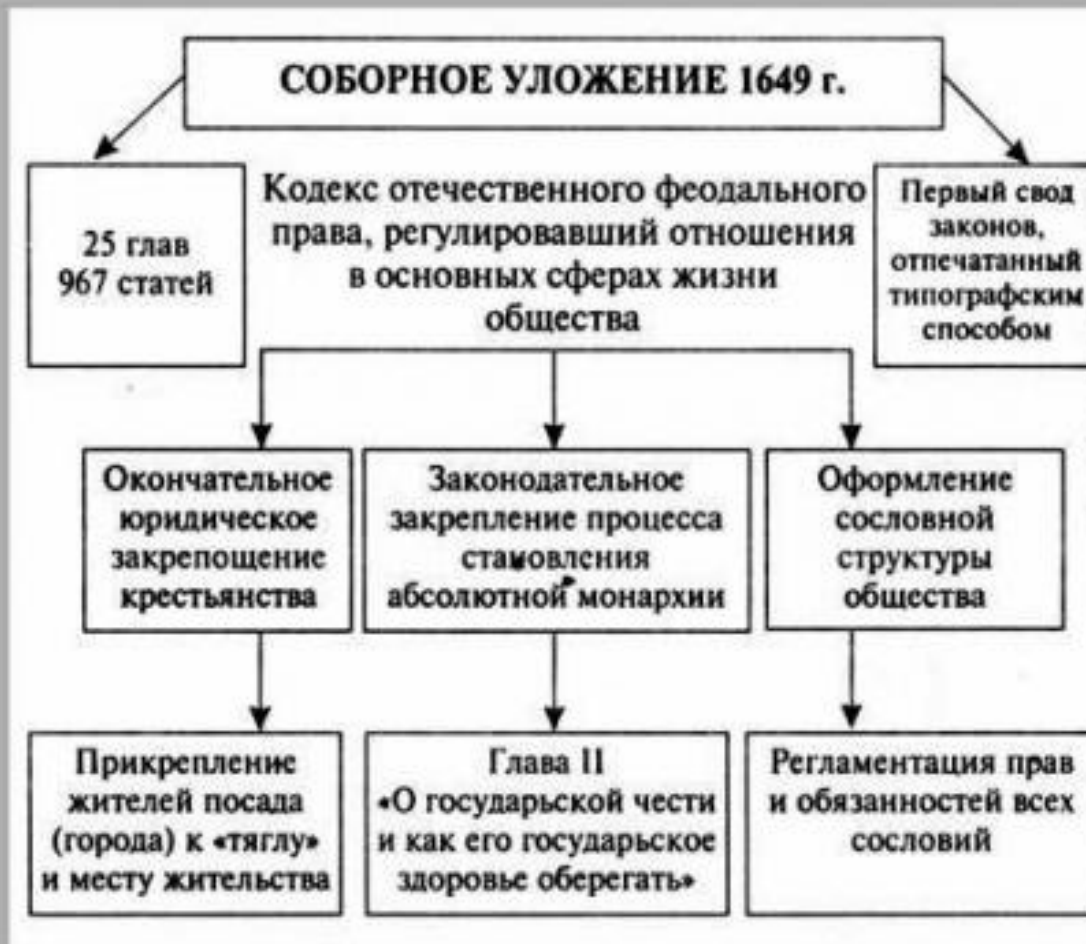 СОБОРНОЕ УЛОЖЕНИЕ 1649 г.
25 глав
967 статей
Кодекс отечественного феодального
права, регулировавший отношения
в основных сферах жизни
общества
Первый свод
законов,
отпечатанный
типографским
способом
Окончательное
юридическое
закрепощение
крестьянства
Законодательное
закрепление процесса
становления
абсолютной монархии
Оформление
сословной
структуры
общества
Прикрепление
жителей посада
(города) к «тяглу»
и месту жительства
Глава II
«О государьской чести
и как его государьское
здоровье оберегать»
Регламентация прав
и обязанностей всех
сословий